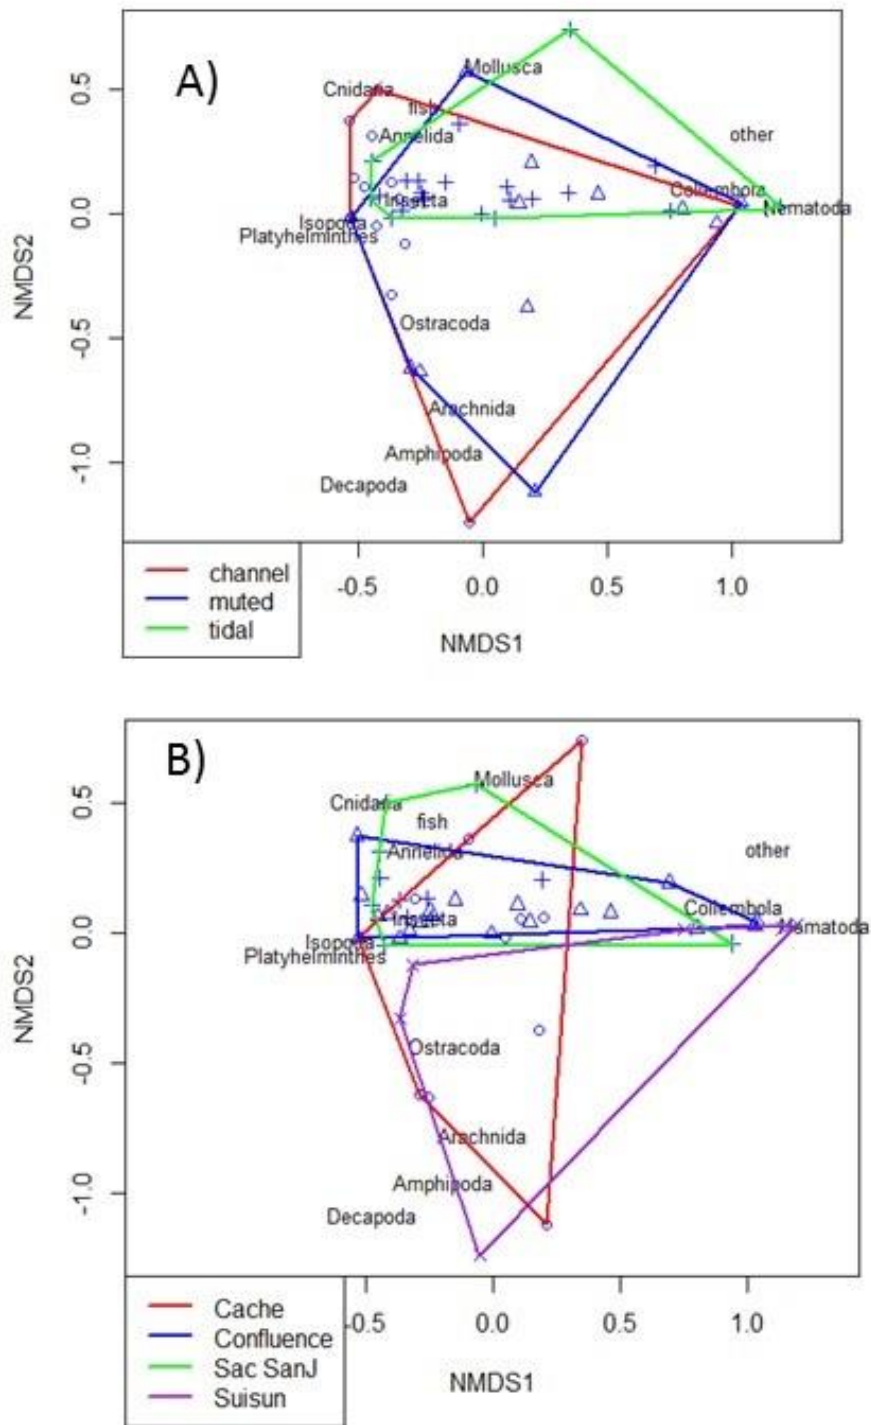 A)
NMDS2
0.5
0.0
-0.5
-1.0
Mollusca
Cnidaria
fish
Annelida
other
Collembola
Nematoda
Insecta
Isopoda
Platyhelminthes
Ostracoda
Arachnida
Amphipoda
Decapoda
-0.5 0.0 0.5 1.0
NMDS1
channel
muted
tidal
B)
NMDS2
0.5
0.0
-0.5
-1.0
Mollusca
Cnidaria
fish
Annelida
other
Collembola
Insecta
ematoda
Isopoda
Platyhelminthes
Ostracoda
Arachnida
Amphipoda
Decapoda
-0.5 0.0 0.5 1.0
NMDS1
Cache
Confluence
Sac SanJ
Suisun